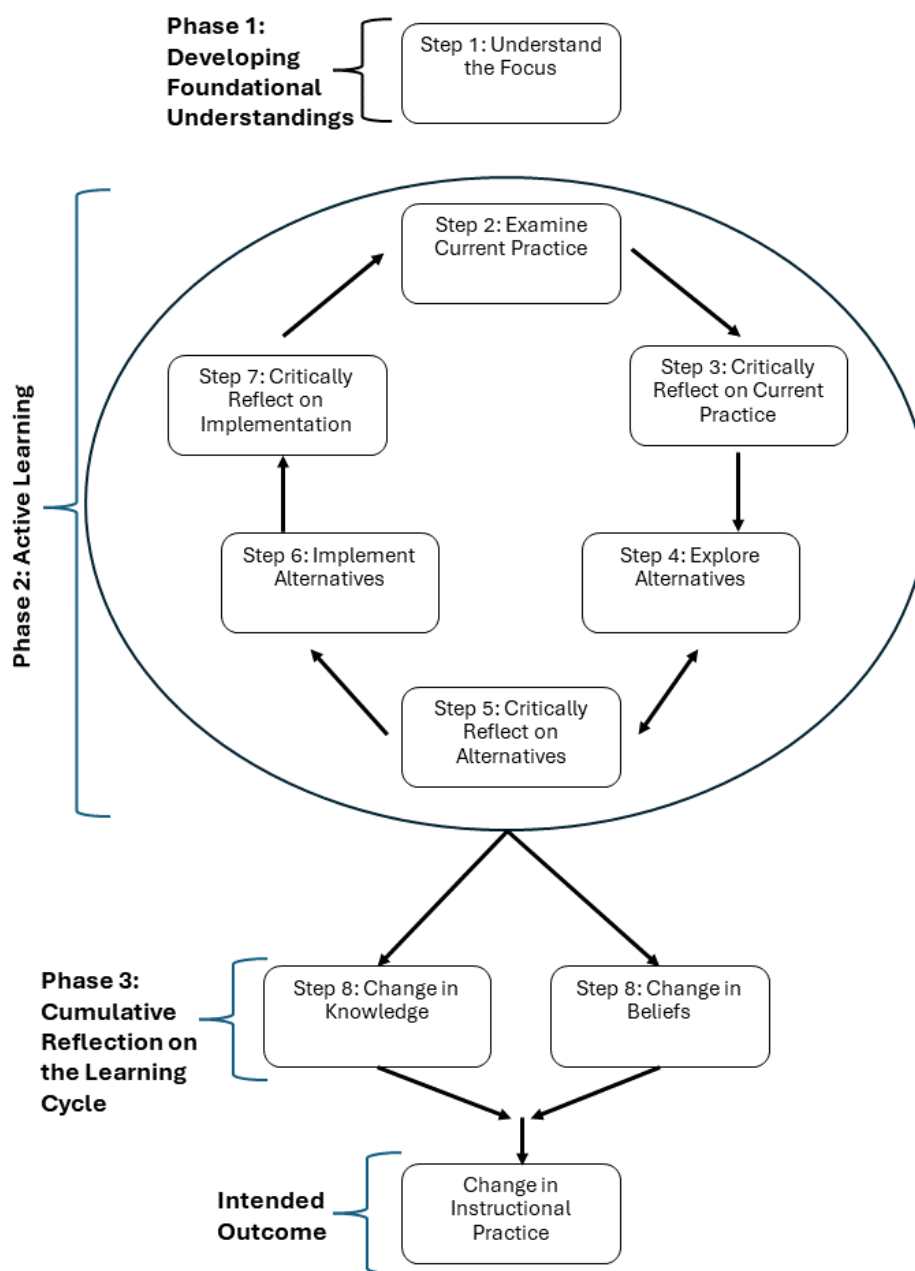 Phase 1:
Developing
Foundational
Understandings
Step 1: Understand
the Focus
Phase 2: Active Learning
Step 2: Examine
Current Practice
Step 3: Critically
Reflect on Current
Practice
Step 4: Explore
Alternatives
Step 5: Critically
Reflect on
Alternatives
Step 6: Implement
Alternatives
Step 7: Critically
Reflect on
Implementation
Phase 3:
Cumulative
Reflection on
the Learning
Cycle
Step 8: Change in
Knowledge
Step 8: Change in
Beliefs
Intended
Outcome
Change in
Instructional
Practice